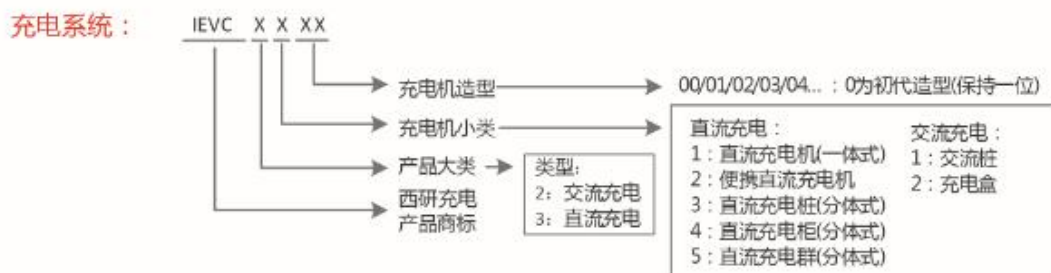 充电系统：
IEVC X X XX
充电机造型
00/01/02/03/04...：0为初代造型(保持一位)
充电机小类
产品大类
西研充电
产品商标
类型:
2: 交流充电
3: 直流充电
直流充电：
1：直流充电机(一体式)
2：便携直流充电机
3：直流充电桩(分体式)
4：直流充电柜(分体式)
5：直流充电群(分体式)
交流充电：
1：交流桩
2：充电盒